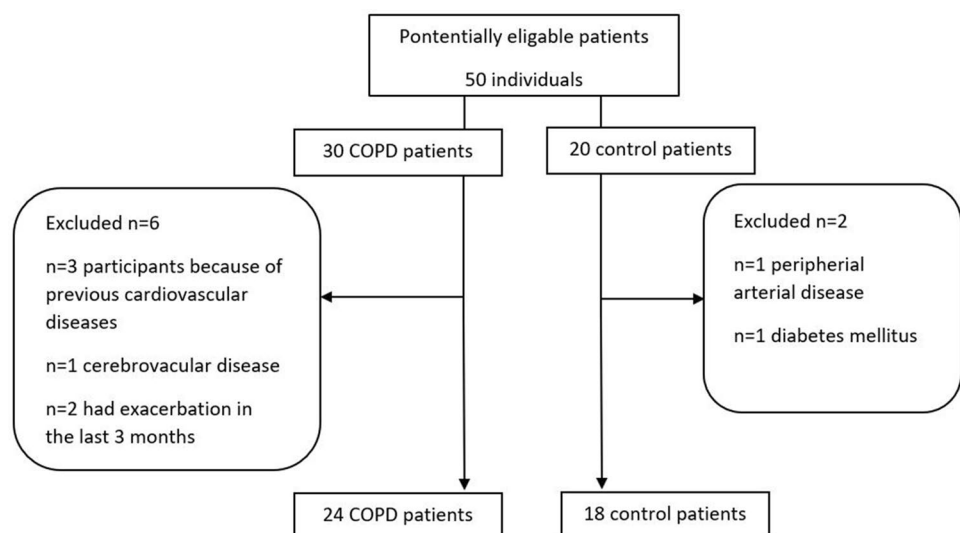 Pontentially eligable patients
50 individuals
30 COPD patients
20 control patients
Excluded n=6
n=3 participants because of
previous cardiovascular
diseases
n=1 cerebrovacular disease
n=2 had exacerbation in
the last 3 months
Excluded n=2
n=1 peripherial
arterial disease
n=1 diabetes mellitus
24 COPD patients
18 control patients